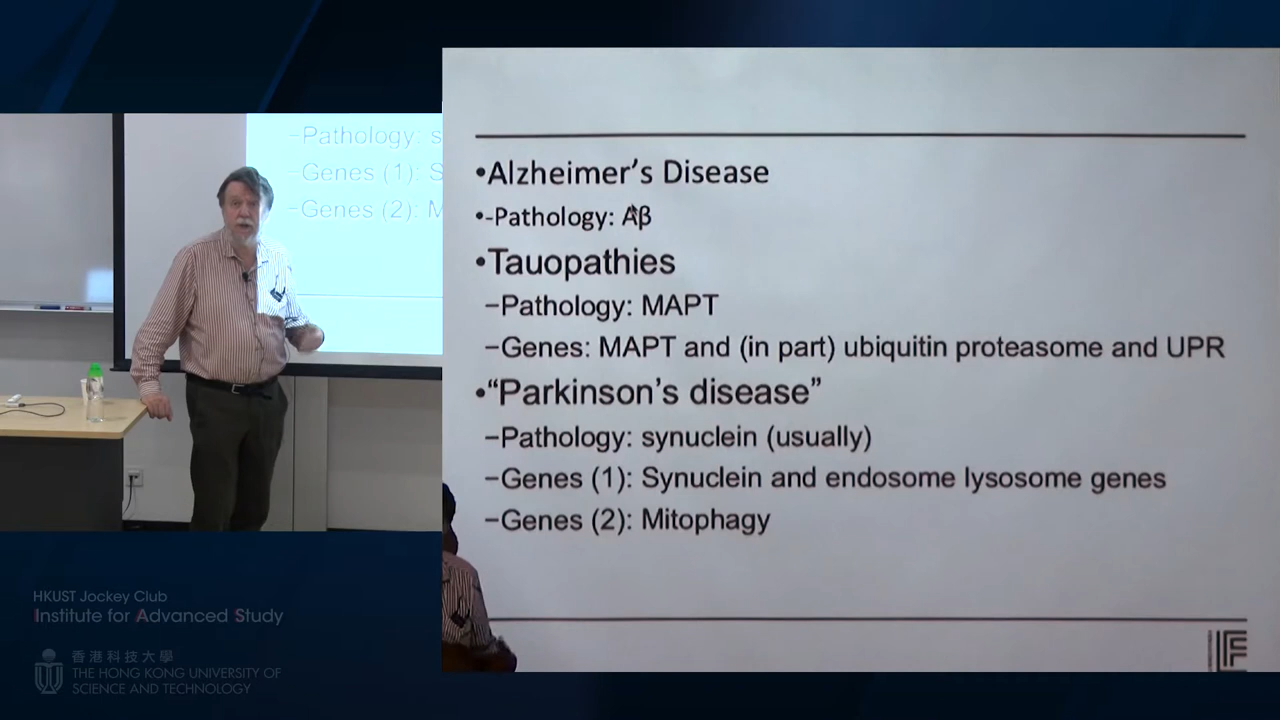 –Pathology: s
–Genes (1): S
–Genes (2): M
•Alzheimer’s Disease
•-Pathology: Aβ
•Tauopathies
–Pathology: MAPT
–Genes: MAPT and (in part) ubiquitin proteasome and UPR
•“Parkinson’s disease”
–Pathology: synuclein (usually)
–Genes (1): Synuclein and endosome lysosome genes
–Genes (2): Mitophagy
HKUST Jockey Club
Institute for Advanced Study
香港科技大學
THE HONG KONG UNIVERSITY OF
SCIENCE AND TECHNOLOGY